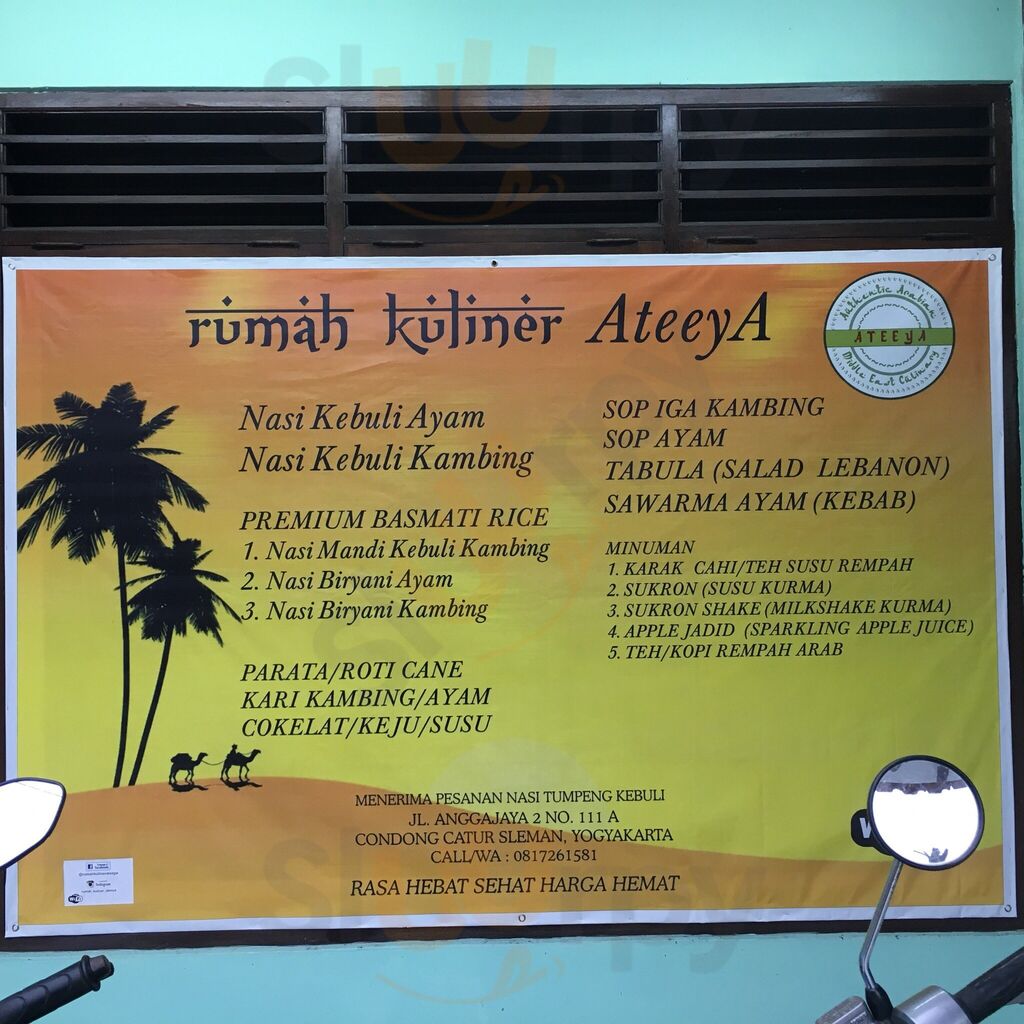 rumah kuliner AteeyA
Authentic Arabian
ATEEYA
Middle East Culinary
Nasi Kebuli Ayam
Nasi Kebuli Kambing
PREMIUM BASMATI RICE
1. Nasi Mandi Kebuli Kambing
2. Nasi Biryani Ayam
3. Nasi Biryani Kambing
PARATA/ROTI CANE
KARI KAMBING/AYAM
COKELAT/KEJU/SUSU
SOP IGA KAMBING
SOP AYAM
TABULA (SALAD LEBANON)
SAWARMA AYAM (KEBAB)
MINUMAN
1. KARAK CAHI/TEH SUSU REMPAH
2. SUKRON (SUSU KURMA)
3. SUKRON SHAKE (MILKSHAKE KURMA)
4. APPLE JADID (SPARKLING APPLE JUICE)
5. TEH/KOPI REMPAH ARAB
MENERIMA PESANAN NASI TUMPENG KEBULI
JL. ANGGAJAYA 2 NO. 111 A
CONDONG CATUR SLEMAN, YOGYAKARTA
CALL/WA : 0817261581
RASA HEBAT SEHAT HARGA HEMAT
Sluurpy
Sluurpy
Sluurpy